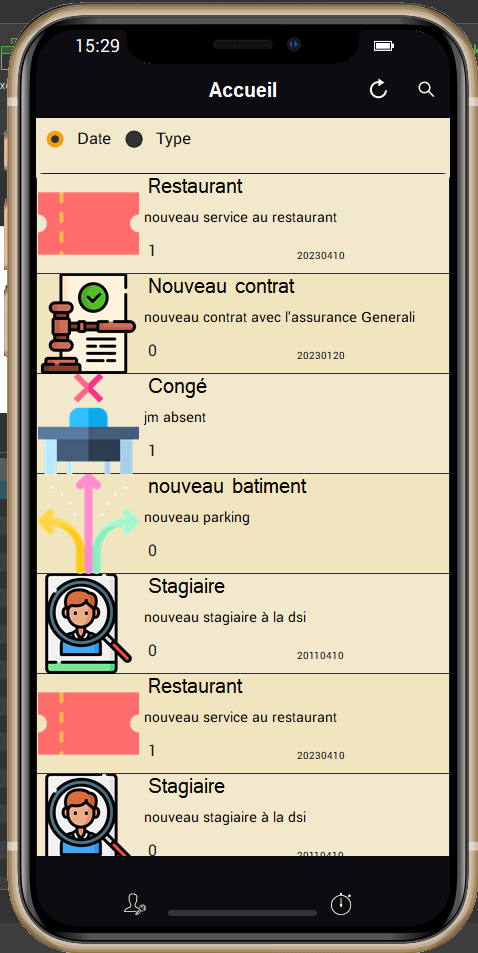 15:29
Accueil
Date Type
Restaurant
nouveau service au restaurant
1 20230410
Nouveau contrat
nouveau contrat avec l'assurance Generali
0 20230120
Congé
jm absent
1
nouveau batiment
nouveau parking
0
Stagiaire
nouveau stagiaire à la dsi
0 20110410
Restaurant
nouveau service au restaurant
1 20230410
Stagiaire
nouveau stagiaire à la dsi
0 20110410